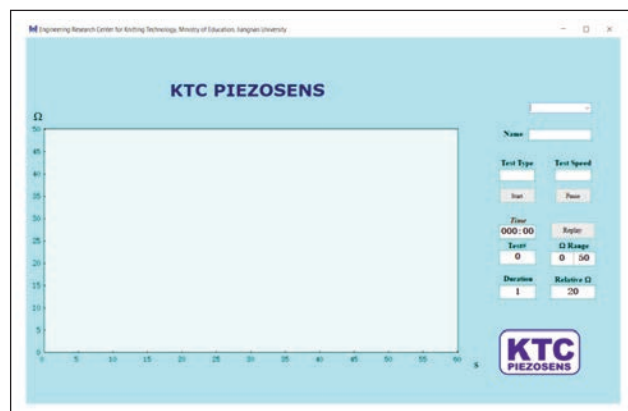 Engineering Research Center for Knitting Technology, Ministry of Education, Jiangnan University
KTC PIEZOSENS
Ω
50
45
40
35
30
25
20
15
10
5
0
0 5 10 15 20 25 30 35 40 45 50 55 60
S
Name
Test Type Test Speed
Start Pause
Time
000:00 Replay
Test# Ω Range
0 0 50
Duration Relative Ω
1 20
KTC
PIEZOSENS